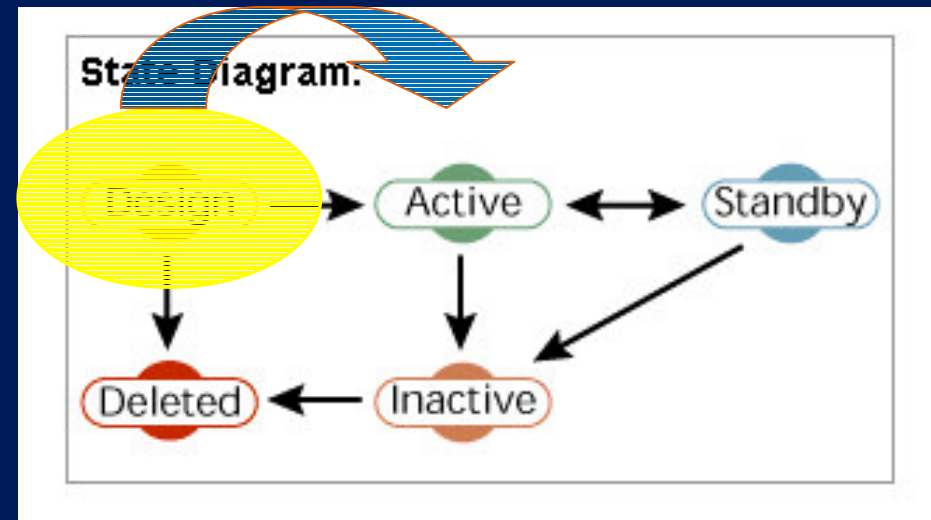 State Diagram:
Design
Active
Standby
Deleted
Inactive